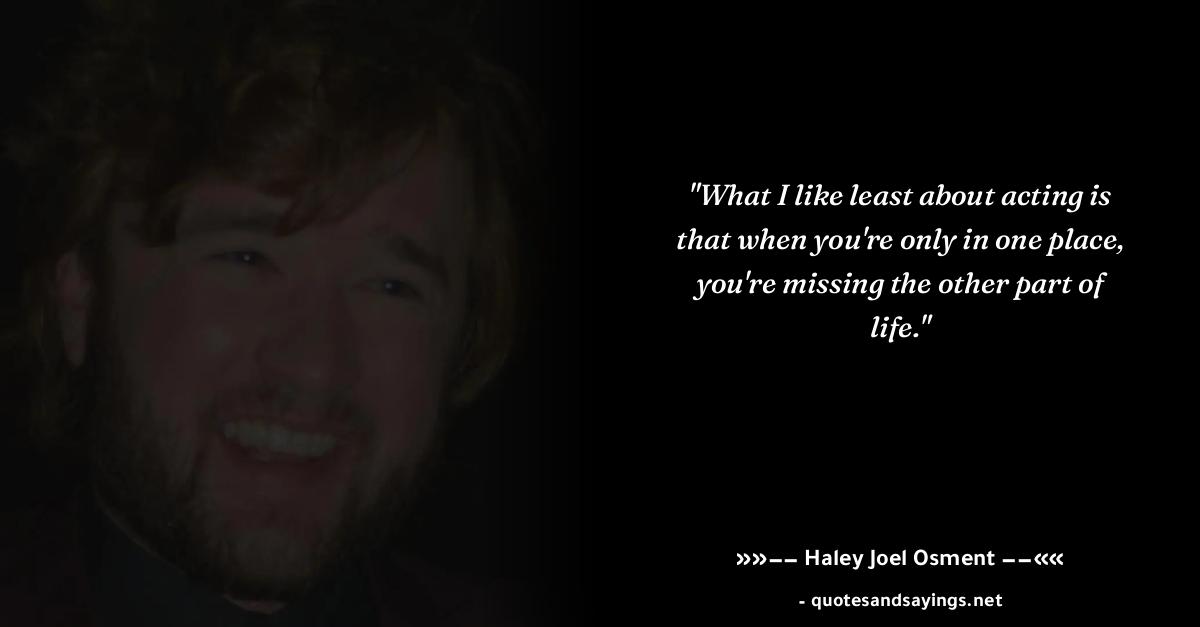 "What I like least about acting is
that when you're only in one place,
you're missing the other part of
life."
»»−− Haley Joel Osment −−««
- quotesandsayings.net